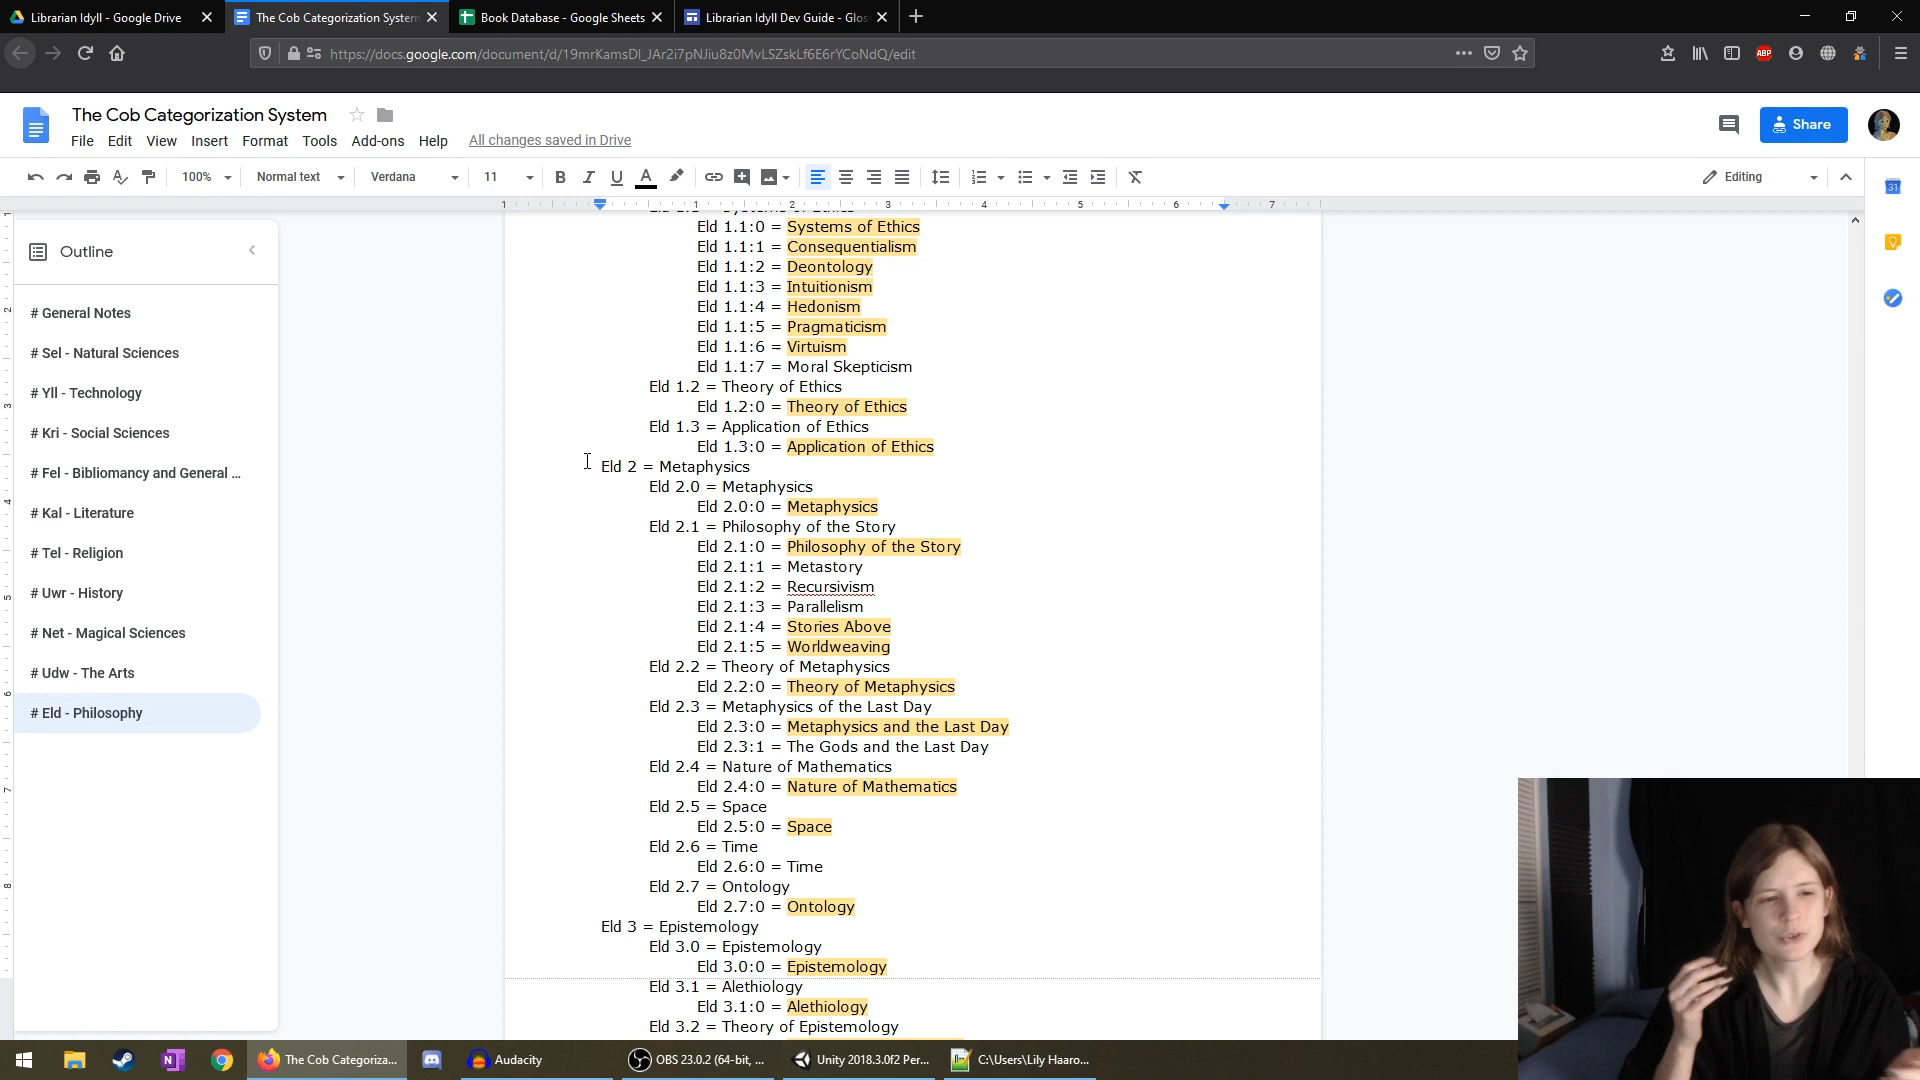 Librarian Idyll - Google Drive
The Cob Categorization System
Book Database - Google Sheets
Librarian Idyll Dev Guide - Glos
https://docs.google.com/document/d/19mrKamsDI_JAr2i7pNJiu8z0MvLSZskLf6E6rYCoNdQ/edit
ABP
The Cob Categorization System
File Edit View Insert Format Tools Add-ons Help All changes saved in Drive
Share
100% Normal text Verdana 11 B I U A Editing
1 1 2 3 4 5 6 7
31
Outline
# General Notes
# Sel - Natural Sciences
# Yll - Technology
# Kri - Social Sciences
# Fel - Bibliomancy and General ...
# Kal - Literature
# Tel - Religion
# Uwr - History
# Net - Magical Sciences
# Udw - The Arts
# Eld - Philosophy
Eld 1.1:0 = Systems of Ethics
Eld 1.1:1 = Consequentialism
Eld 1.1:2 = Deontology
Eld 1.1:3 = Intuitionism
Eld 1.1:4 = Hedonism
Eld 1.1:5 = Pragmaticism
Eld 1.1:6 = Virtuism
Eld 1.1:7 = Moral Skepticism
Eld 1.2 = Theory of Ethics
Eld 1.2:0 = Theory of Ethics
Eld 1.3 = Application of Ethics
Eld 1.3:0 = Application of Ethics
Eld 2 = Metaphysics
Eld 2.0 = Metaphysics
Eld 2.0:0 = Metaphysics
Eld 2.1 = Philosophy of the Story
Eld 2.1:0 = Philosophy of the Story
Eld 2.1:1 = Metastory
Eld 2.1:2 = Recursivism
Eld 2.1:3 = Parallelism
Eld 2.1:4 = Stories Above
Eld 2.1:5 = Worldweaving
Eld 2.2 = Theory of Metaphysics
Eld 2.2:0 = Theory of Metaphysics
Eld 2.3 = Metaphysics of the Last Day
Eld 2.3:0 = Metaphysics and the Last Day
Eld 2.3:1 = The Gods and the Last Day
Eld 2.4 = Nature of Mathematics
Eld 2.4:0 = Nature of Mathematics
Eld 2.5 = Space
Eld 2.5:0 = Space
Eld 2.6 = Time
Eld 2.6:0 = Time
Eld 2.7 = Ontology
Eld 2.7:0 = Ontology
Eld 3 = Epistemology
Eld 3.0 = Epistemology
Eld 3.0:0 = Epistemology
Eld 3.1 = Alethiology
Eld 3.1:0 = Alethiology
Eld 3.2 = Theory of Epistemology
The Cob Categoriza...
Audacity
OBS 23.0.2 (64-bit, ...
Unity 2018.3.0f2 Per...
C:\Users\Lily Haaro...